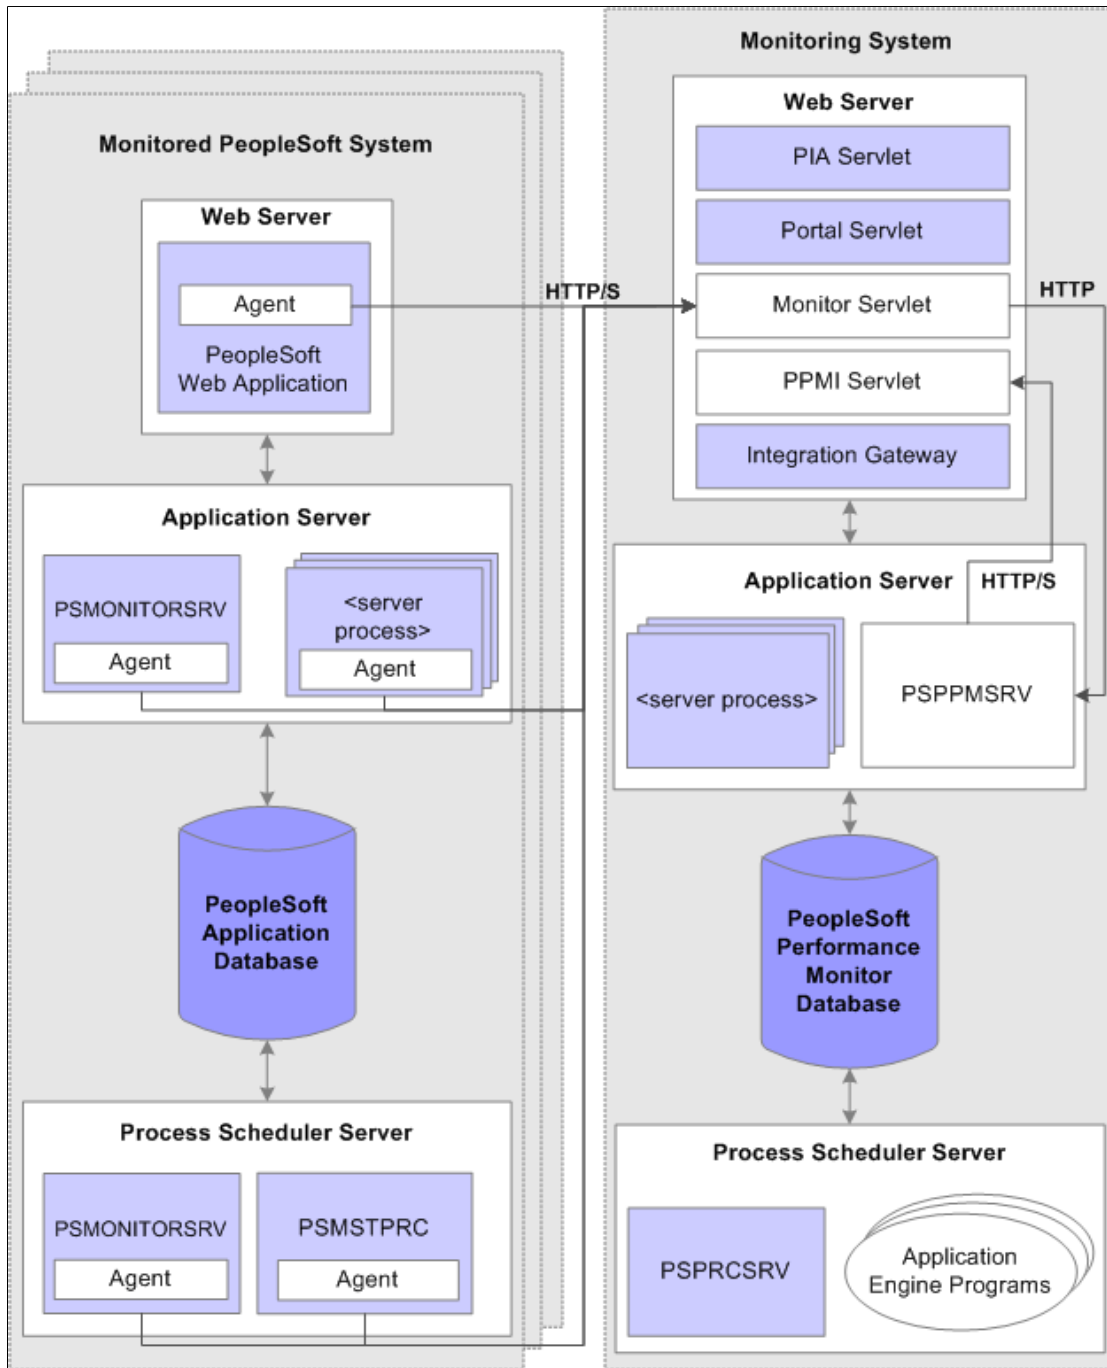 Monitored PeopleSoft System
Web Server
Agent
PeopleSoft
Web Application
Application Server
PSMONITORSRV
Agent
<server
process>
Agent
PeopleSoft
Application
Database
Process Scheduler Server
PSMONITORSRV
Agent
PSMSTPRC
Agent
HTTP/S
Monitoring System
Web Server
PIA Servlet
Portal Servlet
Monitor Servlet
HTTP
PPMI Servlet
Integration Gateway
Application Server
HTTP/S
<server process>
PSPPMSRV
PeopleSoft
Performance
Monitor
Database
Process Scheduler Server
PSPRCSRV
Application
Engine Programs